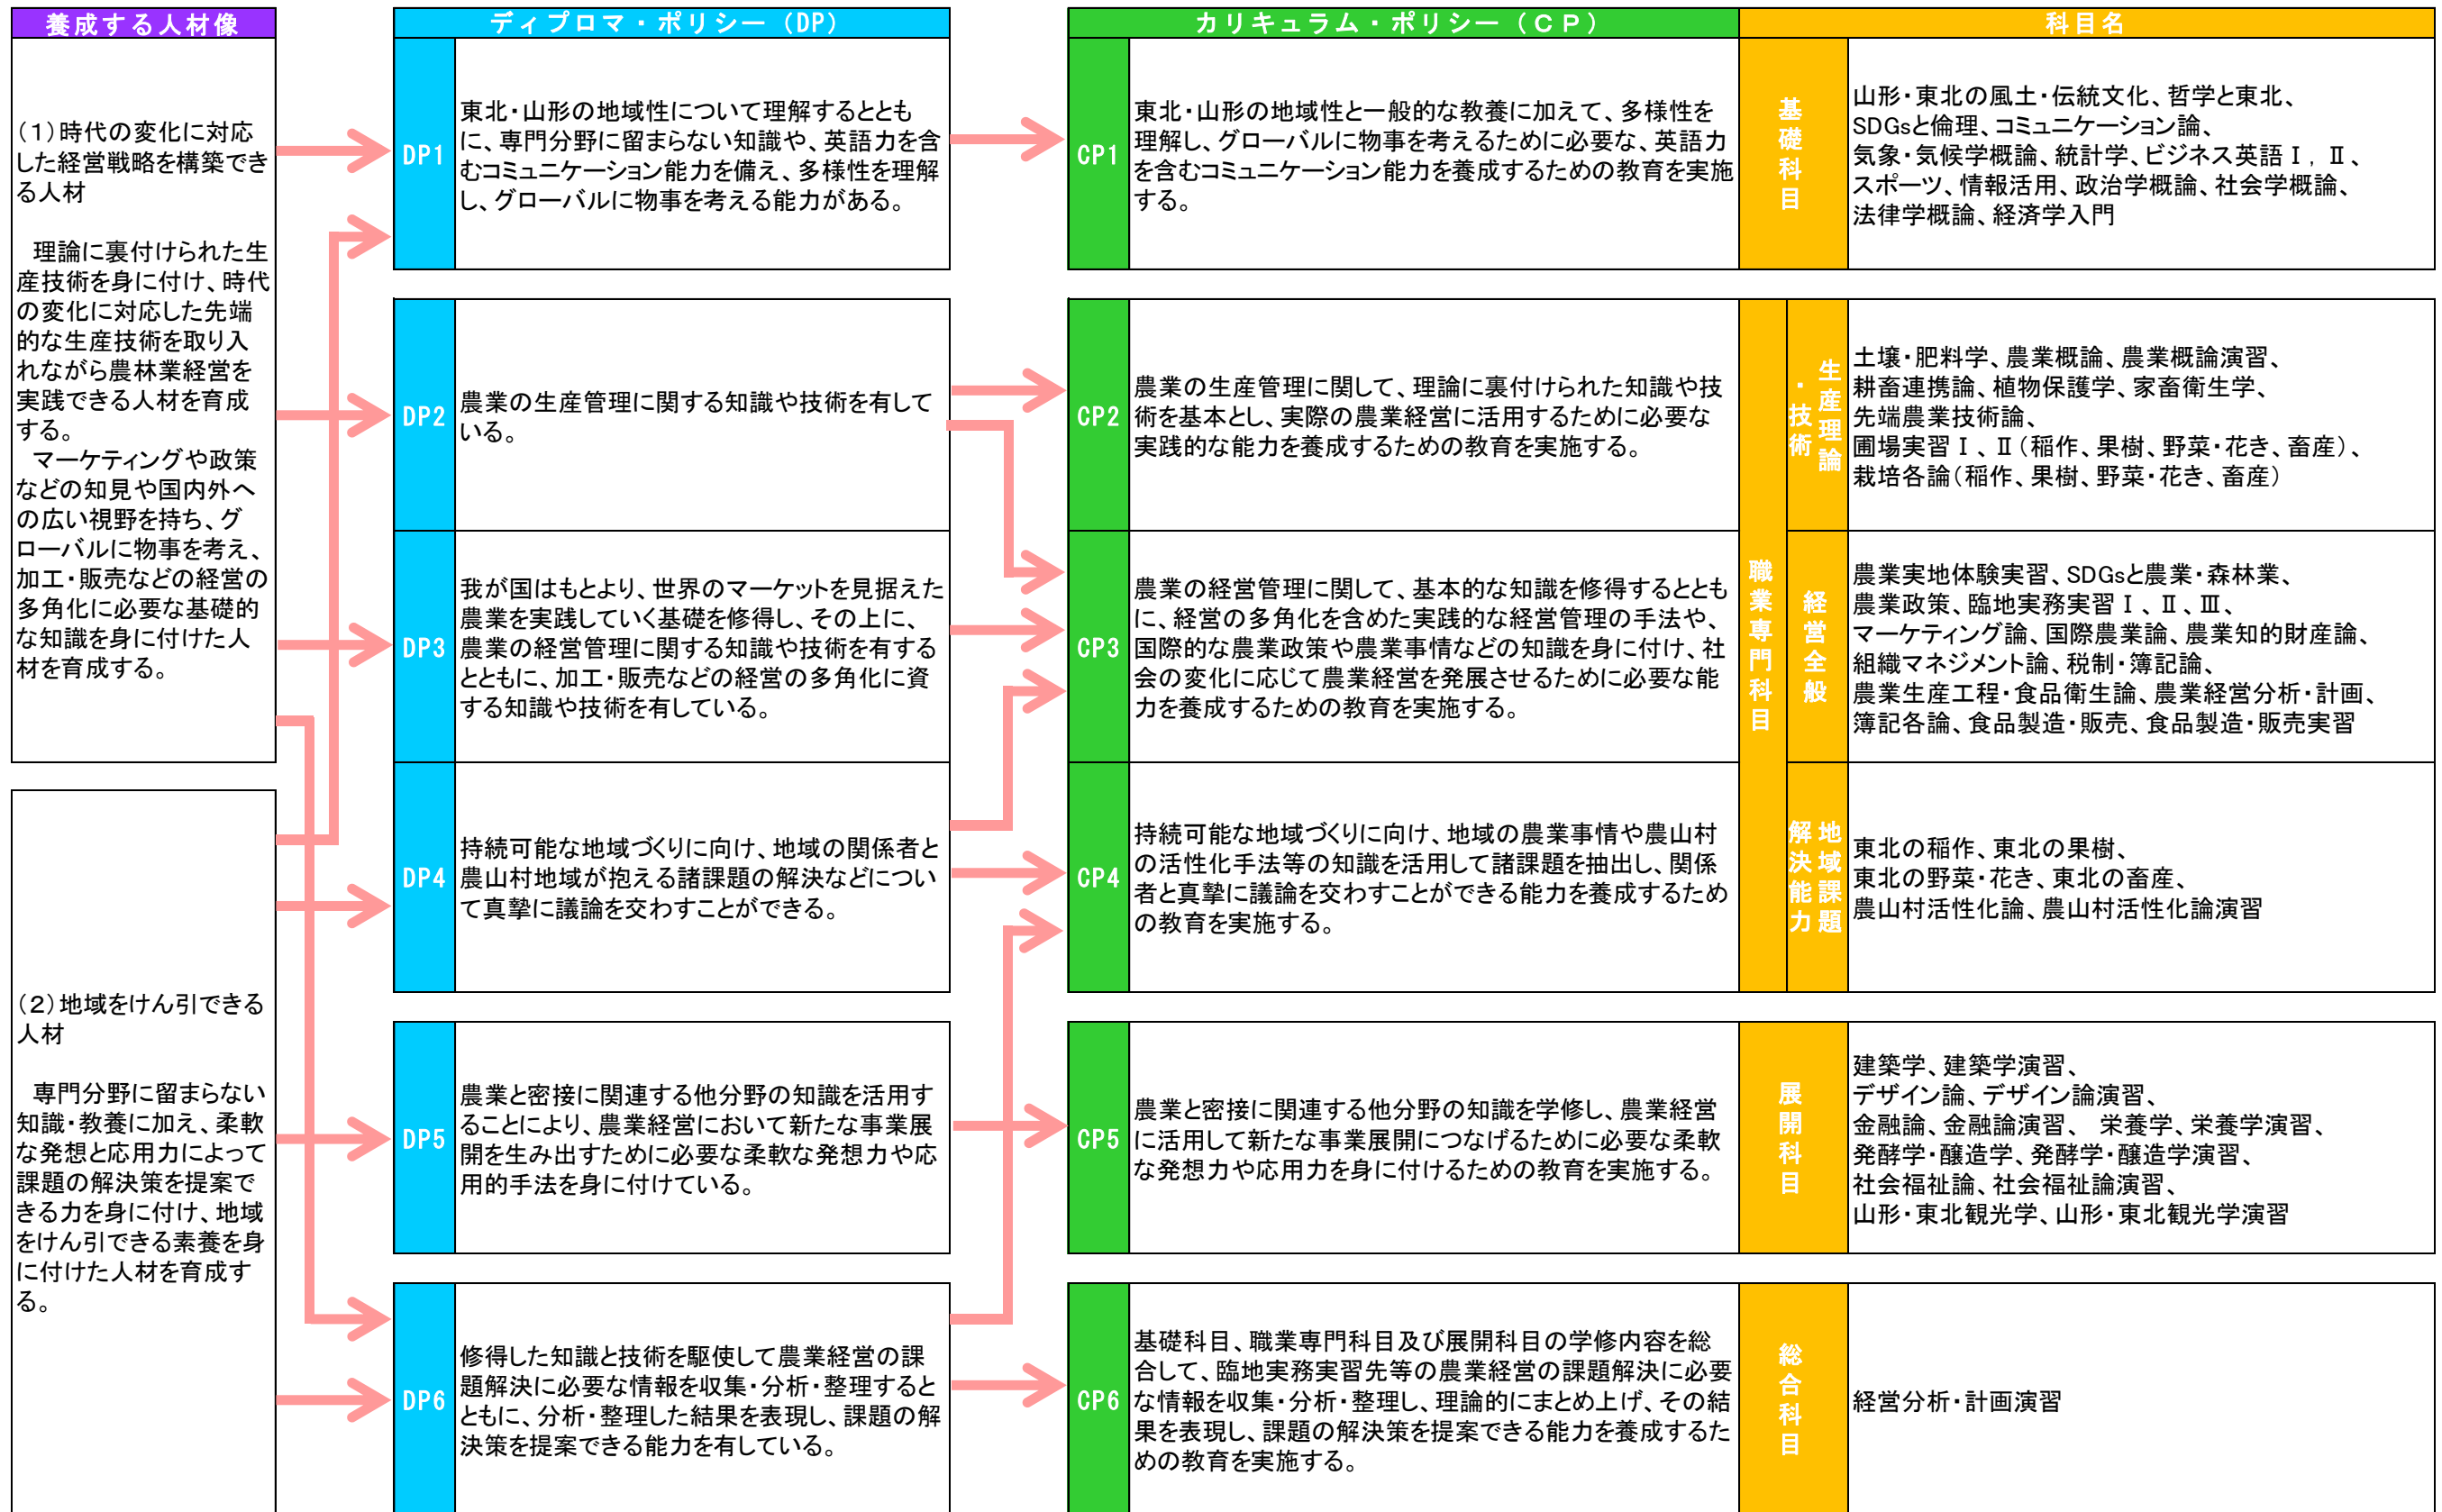 養成する人材像
（１）時代の変化に対応
した経営戦略を構築でき
る人材
理論に裏付けられた生
産技術を身に付け、時代
の変化に対応した先端
的な生産技術を取り入
れながら農林業経営を
実践できる人材を育成
する。
マーケティングや政策
などの知見や国内外へ
の広い視野を持ち、グ
ローバルに物事を考え、
加工・販売などの経営の
多角化に必要な基礎的
な知識を身に付けた人
材を育成する。
（２）地域をけん引できる
人材
専門分野に留まらない
知識・教養に加え、柔軟
な発想と応用力によって
課題の解決策を提案で
きる力を身に付け、地域
をけん引できる素養を身
に付けた人材を育成す
る。
ディプロマ・ポリシー（DP）
DP1
東北・山形の地域性について理解するととも
に、専門分野に留まらない知識や、英語力を含
むコミュニケーション能力を備え、多様性を理解
し、グローバルに物事を考える能力がある。
DP2
農業の生産管理に関する知識や技術を有して
いる。
DP3
我が国はもとより、世界のマーケットを見据えた
農業を実践していく基礎を修得し、その上に、
農業の経営管理に関する知識や技術を有する
とともに、加工・販売などの経営の多角化に資
する知識や技術を有している。
DP4
持続可能な地域づくりに向け、地域の関係者と
農山村地域が抱える諸課題の解決などについ
て真摯に議論を交わすことができる。
DP5
農業と密接に関連する他分野の知識を活用す
ることにより、農業経営において新たな事業展
開を生み出すために必要な柔軟な発想力や応
用的手法を身に付けている。
DP6
修得した知識と技術を駆使して農業経営の課
題解決に必要な情報を収集・分析・整理すると
ともに、分析・整理した結果を表現し、課題の解
決策を提案できる能力を有している。
カリキュラム・ポリシー（ＣＰ）
CP1
東北・山形の地域性と一般的な教養に加えて、多様性を
理解し、グローバルに物事を考えるために必要な、英語力
を含むコミュニケーション能力を養成するための教育を実施
する。
CP2
農業の生産管理に関して、理論に裏付けられた知識や技
術を基本とし、実際の農業経営に活用するために必要な
実践的な能力を養成するための教育を実施する。
CP3
農業の経営管理に関して、基本的な知識を修得するととも
に、経営の多角化を含めた実践的な経営管理の手法や、
国際的な農業政策や農業事情などの知識を身に付け、社
会の変化に応じて農業経営を発展させるために必要な能
力を養成するための教育を実施する。
CP4
持続可能な地域づくりに向け、地域の農業事情や農山村
の活性化手法等の知識を活用して諸課題を抽出し、関係
者と真摯に議論を交わすことができる能力を養成するため
の教育を実施する。
CP5
農業と密接に関連する他分野の知識を学修し、農業経営
に活用して新たな事業展開につなげるために必要な柔軟
な発想力や応用力を身に付けるための教育を実施する。
CP6
基礎科目、職業専門科目及び展開科目の学修内容を総
合して、臨地実務実習先等の農業経営の課題解決に必要
な情報を収集・分析・整理し、理論的にまとめ上げ、その結
果を表現し、課題の解決策を提案できる能力を養成するた
めの教育を実施する。
科目名
基礎科目
山形・東北の風土・伝統文化、哲学と東北、
SDGsと倫理、コミュニケーション論、
気象・気候学概論、統計学、ビジネス英語Ⅰ，Ⅱ、
スポーツ、情報活用、政治学概論、社会学概論、
法律学概論、経済学入門
職業専門科目
生産理論
・技術
土壌・肥料学、農業概論、農業概論演習、
耕畜連携論、植物保護学、家畜衛生学、
先端農業技術論、
圃場実習Ⅰ、Ⅱ（稲作、果樹、野菜・花き、畜産）、
栽培各論（稲作、果樹、野菜・花き、畜産）
経営全般
農業実地体験実習、SDGsと農業・森林業、
農業政策、臨地実務実習Ⅰ、Ⅱ、Ⅲ、
マーケティング論、国際農業論、農業知的財産論、
組織マネジメント論、税制・簿記論、
農業生産工程・食品衛生論、農業経営分析・計画、
簿記各論、食品製造・販売、食品製造・販売実習
地域課題
解決能力
東北の稲作、東北の果樹、
東北の野菜・花き、東北の畜産、
農山村活性化論、農山村活性化論演習
展開科目
建築学、建築学演習、
デザイン論、デザイン論演習、
金融論、金融論演習、 栄養学、栄養学演習、
発酵学・醸造学、発酵学・醸造学演習、
社会福祉論、社会福祉論演習、
山形・東北観光学、山形・東北観光学演習
総合科目
経営分析・計画演習